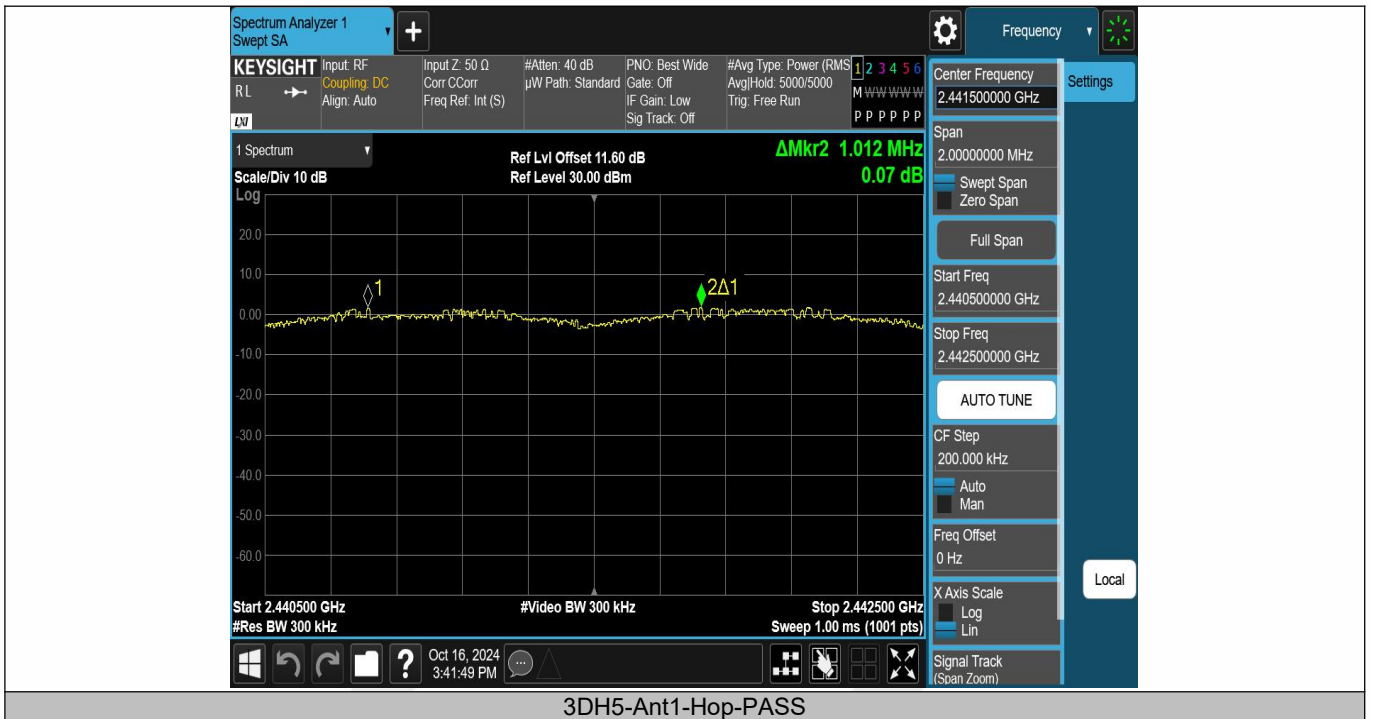 Spectrum Analyzer 1
Swept SA
+
Frequency
KEYSIGHT
RL
LXI
Input: RF
Coupling: DC
Align: Auto
Input Z: 50 Ω
Corr CCorr
Freq Ref: Int (S)
#Atten: 40 dB
µW Path: Standard
PNO: Best Wide
Gate: Off
IF Gain: Low
Sig Track: Off
#Avg Type: Power (RMS
Avg|Hold: 5000/5000
Trig: Free Run
1 2 3 4 5 6
M W W W W W
P P P P P P
Center Frequency
2.441500000 GHz
Settings
1 Spectrum
Scale/Div 10 dB
Log
Ref Lvl Offset 11.60 dB
Ref Level 30.00 dBm
ΔMkr2 1.012 MHz
0.07 dB
Span
2.00000000 MHz
Swept Span
Zero Span
Full Span
Start Freq
2.440500000 GHz
Stop Freq
2.442500000 GHz
AUTO TUNE
CF Step
200.000 kHz
Auto
Man
Freq Offset
0 Hz
X Axis Scale
Log
Lin
Signal Track
(Span Zoom)
Local
20.0
10.0
0.00
-10.0
-20.0
-30.0
-40.0
-50.0
-60.0
1
2Δ1
Start 2.440500 GHz
#Res BW 300 kHz
#Video BW 300 kHz
Stop 2.442500 GHz
Sweep 1.00 ms (1001 pts)
?
Oct 16, 2024
3:41:49 PM
3DH5-Ant1-Hop-PASS